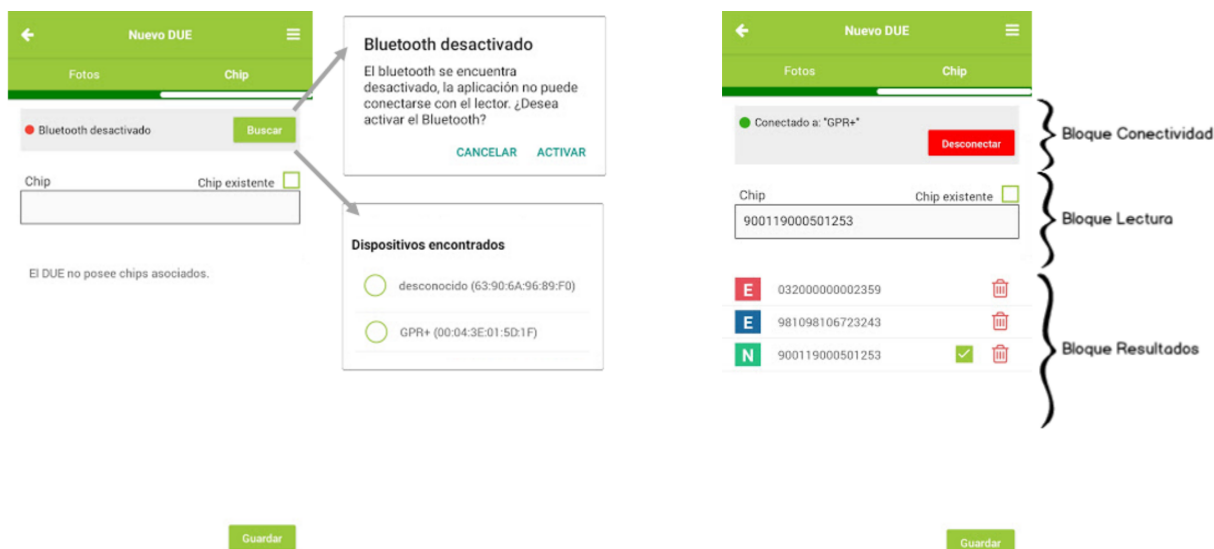 Nuevo DUE
Fotos
Chip
Bluetooth desactivado
Buscar
Chip
Chip existente
El DUE no posee chips asociados.
Guardar
Bluetooth desactivado
El bluetooth se encuentra
desactivado, la aplicación no puede
conectarse con el lector. ¿Desea
activar el Bluetooth?
CANCELAR ACTIVAR
Dispositivos encontrados
desconocido (63:90:6A:96:89:F0)
GPR+ (00:04:3E:01:5D:1F)
Nuevo DUE
Fotos
Chip
Conectado a: "GPR+"
Desconectar
Chip
Chip existente
900119000501253
E 032000000002359
E 981098106723243
N 900119000501253
Guardar
Bloque Conectividad
Bloque Lectura
Bloque Resultados